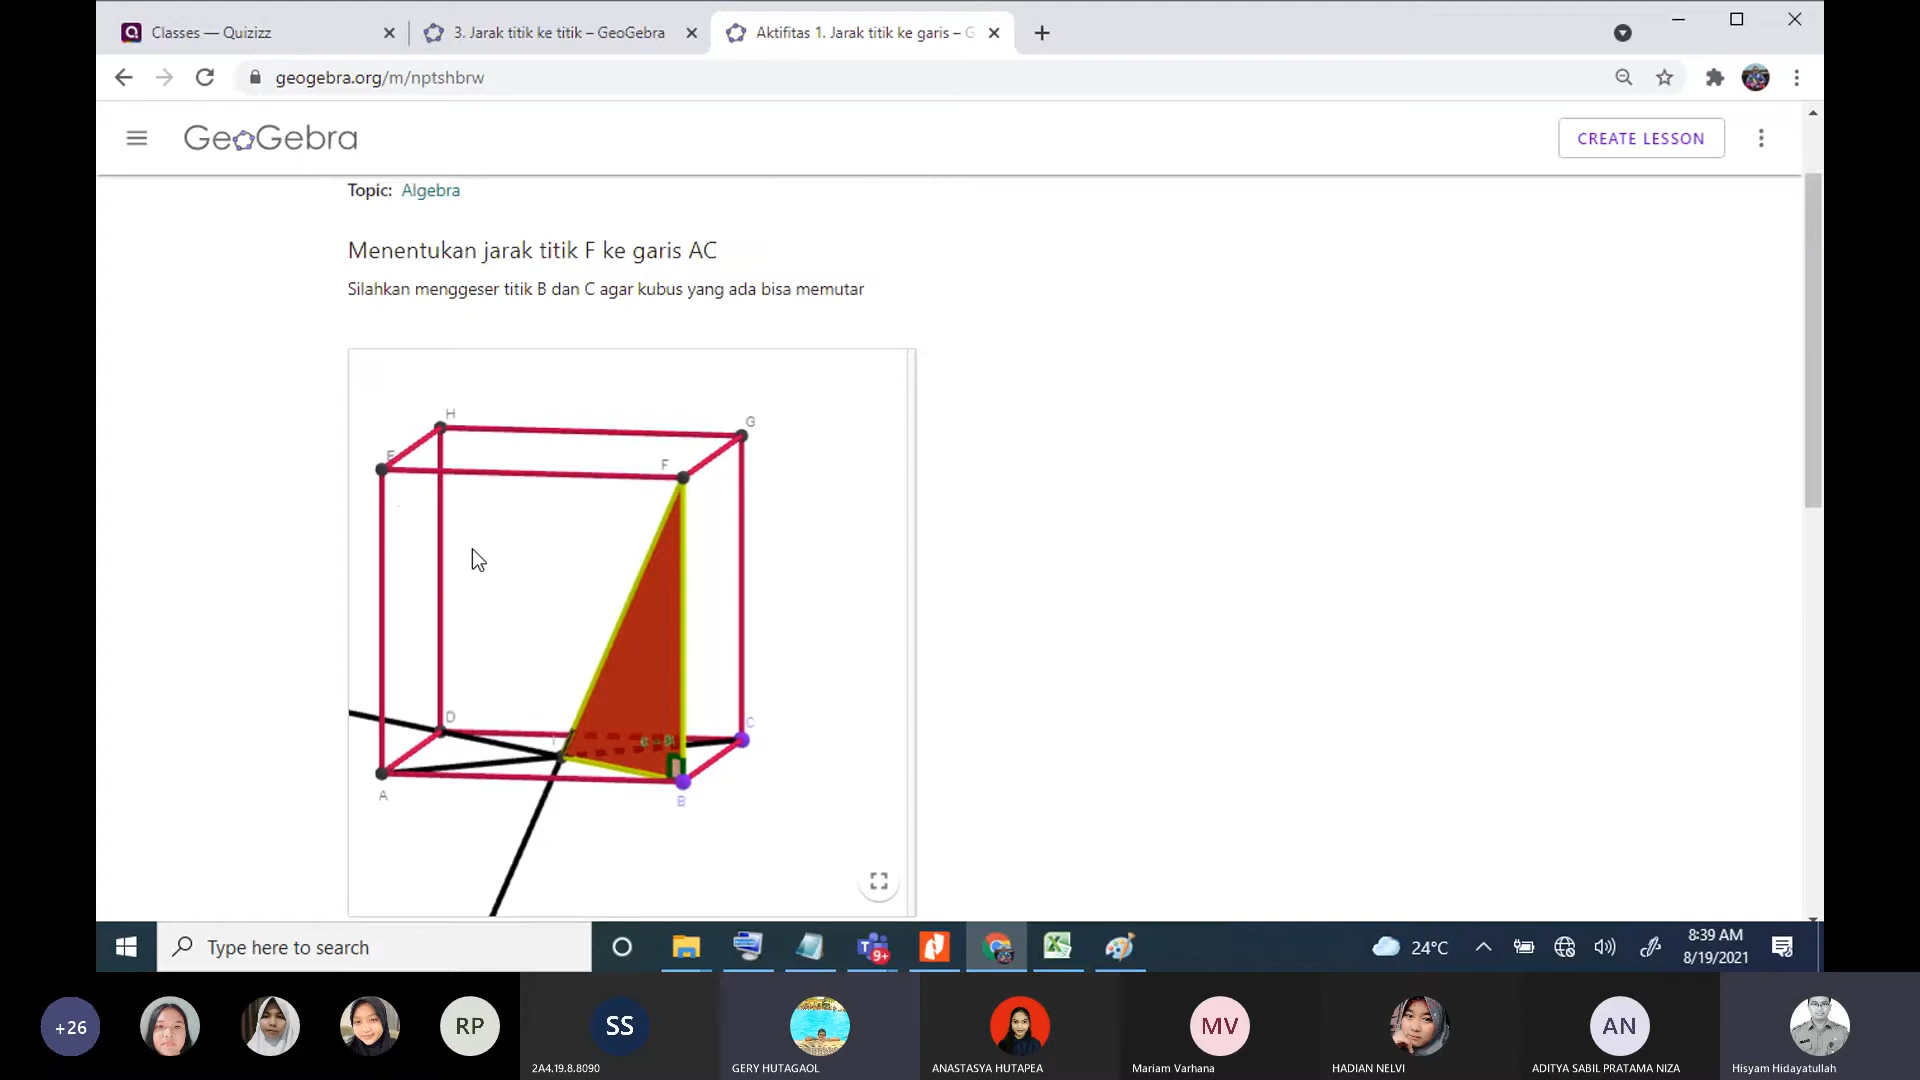 Classes — Quizizz
3. Jarak titik ke titik – GeoGebra
Aktifitas 1. Jarak titik ke garis – G
geogebra.org/m/nptshbrw
GeoGebra
CREATE LESSON
Topic: Algebra
Menentukan jarak titik F ke garis AC
Silahkan menggeser titik B dan C agar kubus yang ada bisa memutar
H
G
E
F
D
C
A
B
Type here to search
9+
24°C
8:39 AM
8/19/2021
+26
RP
SS
MV
AN
2A4.19.8.8090
GERY HUTAGAOL
ANASTASYA HUTAPEA
Mariam Varhana
HADIAN NELVI
ADITYA SABIL PRATAMA NIZA
Hisyam Hidayatullah